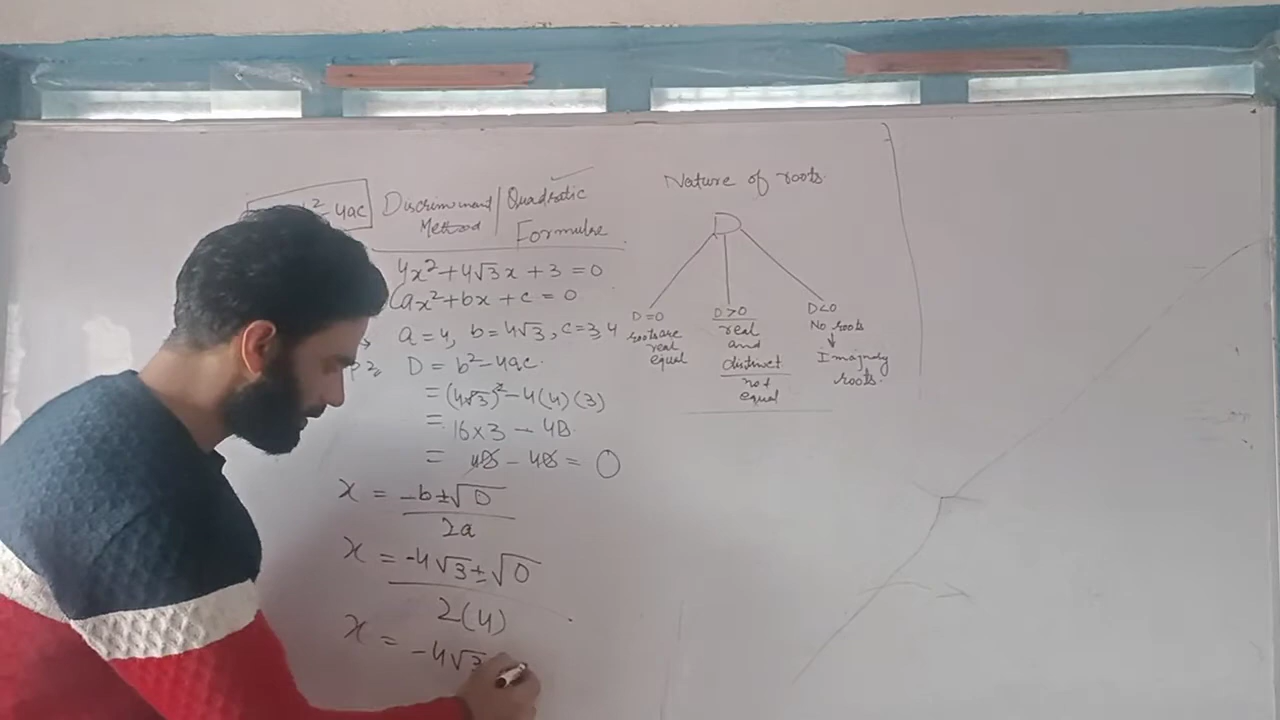 b²-4ac Discriminant Method | Quadratic Formulae
4x²+4√3x + 3 = 0
ax²+bx + c = 0
a = 4, b = 4√3, c = 3
D = b²-4ac
= (4√3)²-4(4)(3)
= 16×3 - 48
= 48 - 48 = 0
x = -b±√D / 2a
x = -4√3±√0 / 2(4)
x = -4√3
Nature of roots.
D
D=0
roots are
real
equal
D>0
real
and
distinct
not
equal
D<0
No roots
↓
Imaginary
roots.